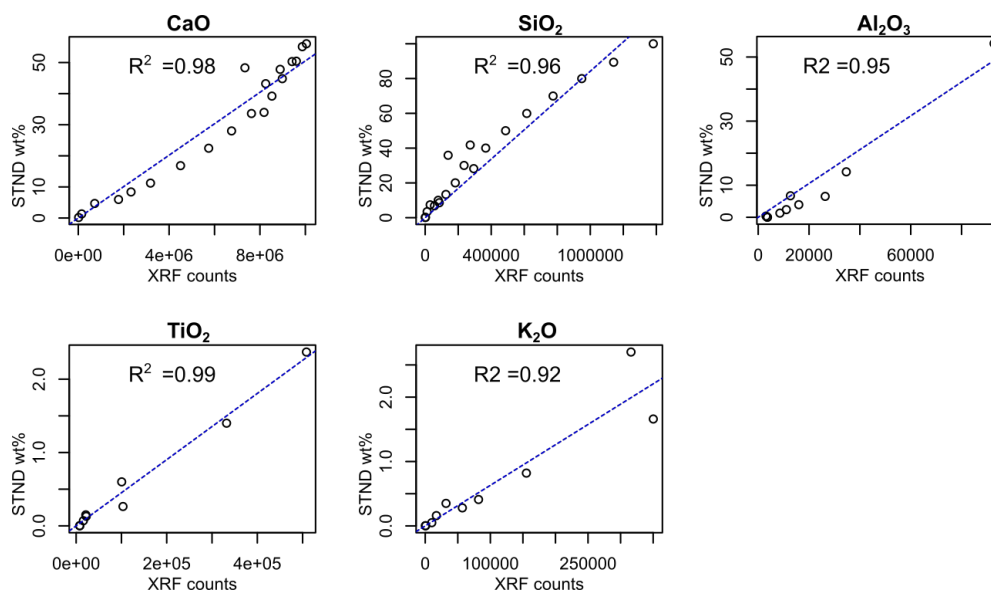 CaO
R² =0.98
STND wt%
0 10 30 50
0e+00 4e+06 8e+06
XRF counts
SiO₂
R² =0.96
STND wt%
0 20 40 60 80
0 400000 1000000
XRF counts
Al₂O₃
R2 =0.95
STND wt%
0 10 30 50
0 20000 60000
XRF counts
TiO₂
R² =0.99
STND wt%
0.0 1.0 2.0
0e+00 2e+05 4e+05
XRF counts
K₂O
R2 =0.92
STND wt%
0.0 1.0 2.0
0 100000 250000
XRF counts